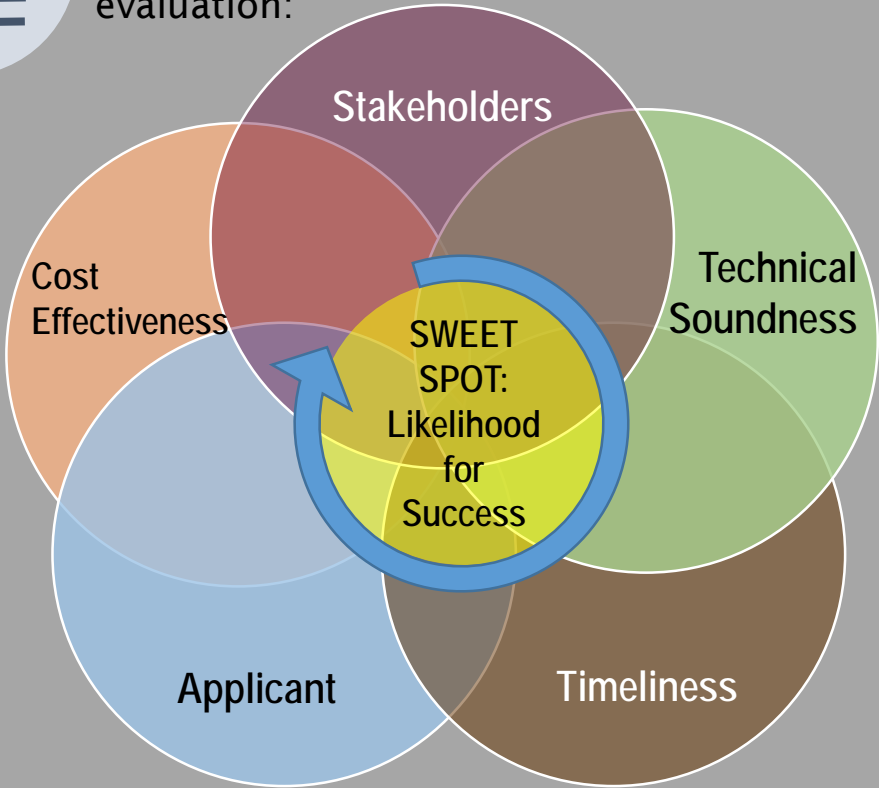 evaluation:
Stakeholders
Cost
Effectiveness
Technical
Soundness
SWEET
SPOT:
Likelihood
for
Success
Applicant
Timeliness